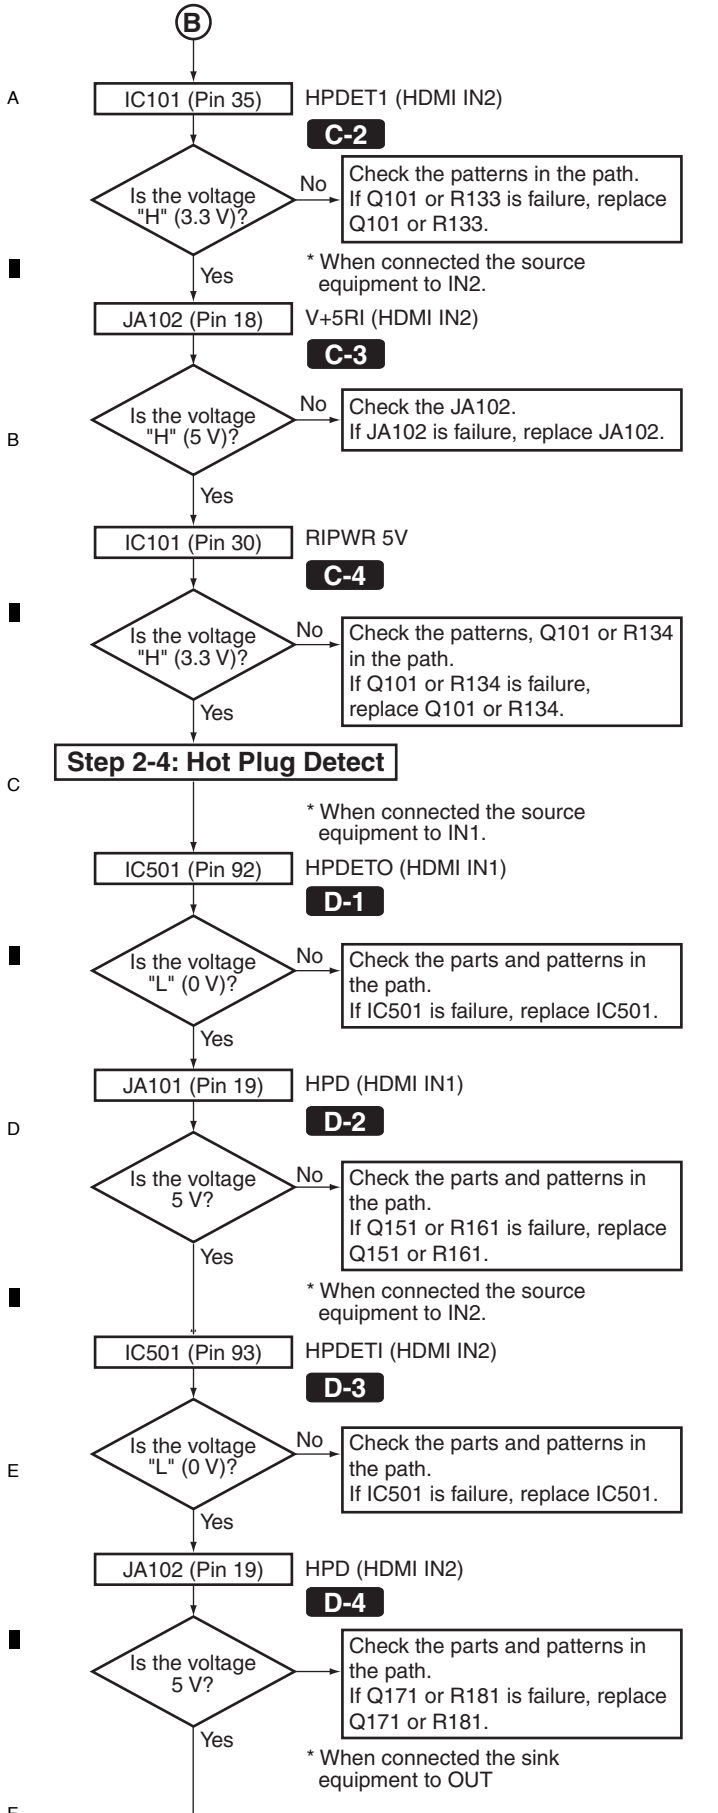 B
A
IC101 (Pin 35)
HPDET1 (HDMI IN2)
C-2
Is the voltage
"H" (3.3 V)?
No
Check the patterns in the path.
If Q101 or R133 is failure, replace
Q101 or R133.
Yes
* When connected the source
equipment to IN2.
JA102 (Pin 18)
V+5RI (HDMI IN2)
C-3
B
Is the voltage
"H" (5 V)?
No
Check the JA102.
If JA102 is failure, replace JA102.
Yes
IC101 (Pin 30)
RIPWR 5V
C-4
Is the voltage
"H" (3.3 V)?
No
Check the patterns, Q101 or R134
in the path.
If Q101 or R134 is failure,
replace Q101 or R134.
Yes
Step 2-4: Hot Plug Detect
C
* When connected the source
equipment to IN1.
IC501 (Pin 92)
HPDETO (HDMI IN1)
D-1
Is the voltage
"L" (0 V)?
No
Check the parts and patterns in
the path.
If IC501 is failure, replace IC501.
Yes
JA101 (Pin 19)
HPD (HDMI IN1)
D-2
D
Is the voltage
5 V?
No
Check the parts and patterns in
the path.
If Q151 or R161 is failure, replace
Q151 or R161.
Yes
* When connected the source
equipment to IN2.
IC501 (Pin 93)
HPDETI (HDMI IN2)
D-3
E
Is the voltage
"L" (0 V)?
No
Check the parts and patterns in
the path.
If IC501 is failure, replace IC501.
Yes
JA102 (Pin 19)
HPD (HDMI IN2)
D-4
Is the voltage
5 V?
Check the parts and patterns in
the path.
If Q171 or R181 is failure, replace
Q171 or R181.
Yes
* When connected the sink
equipment to OUT